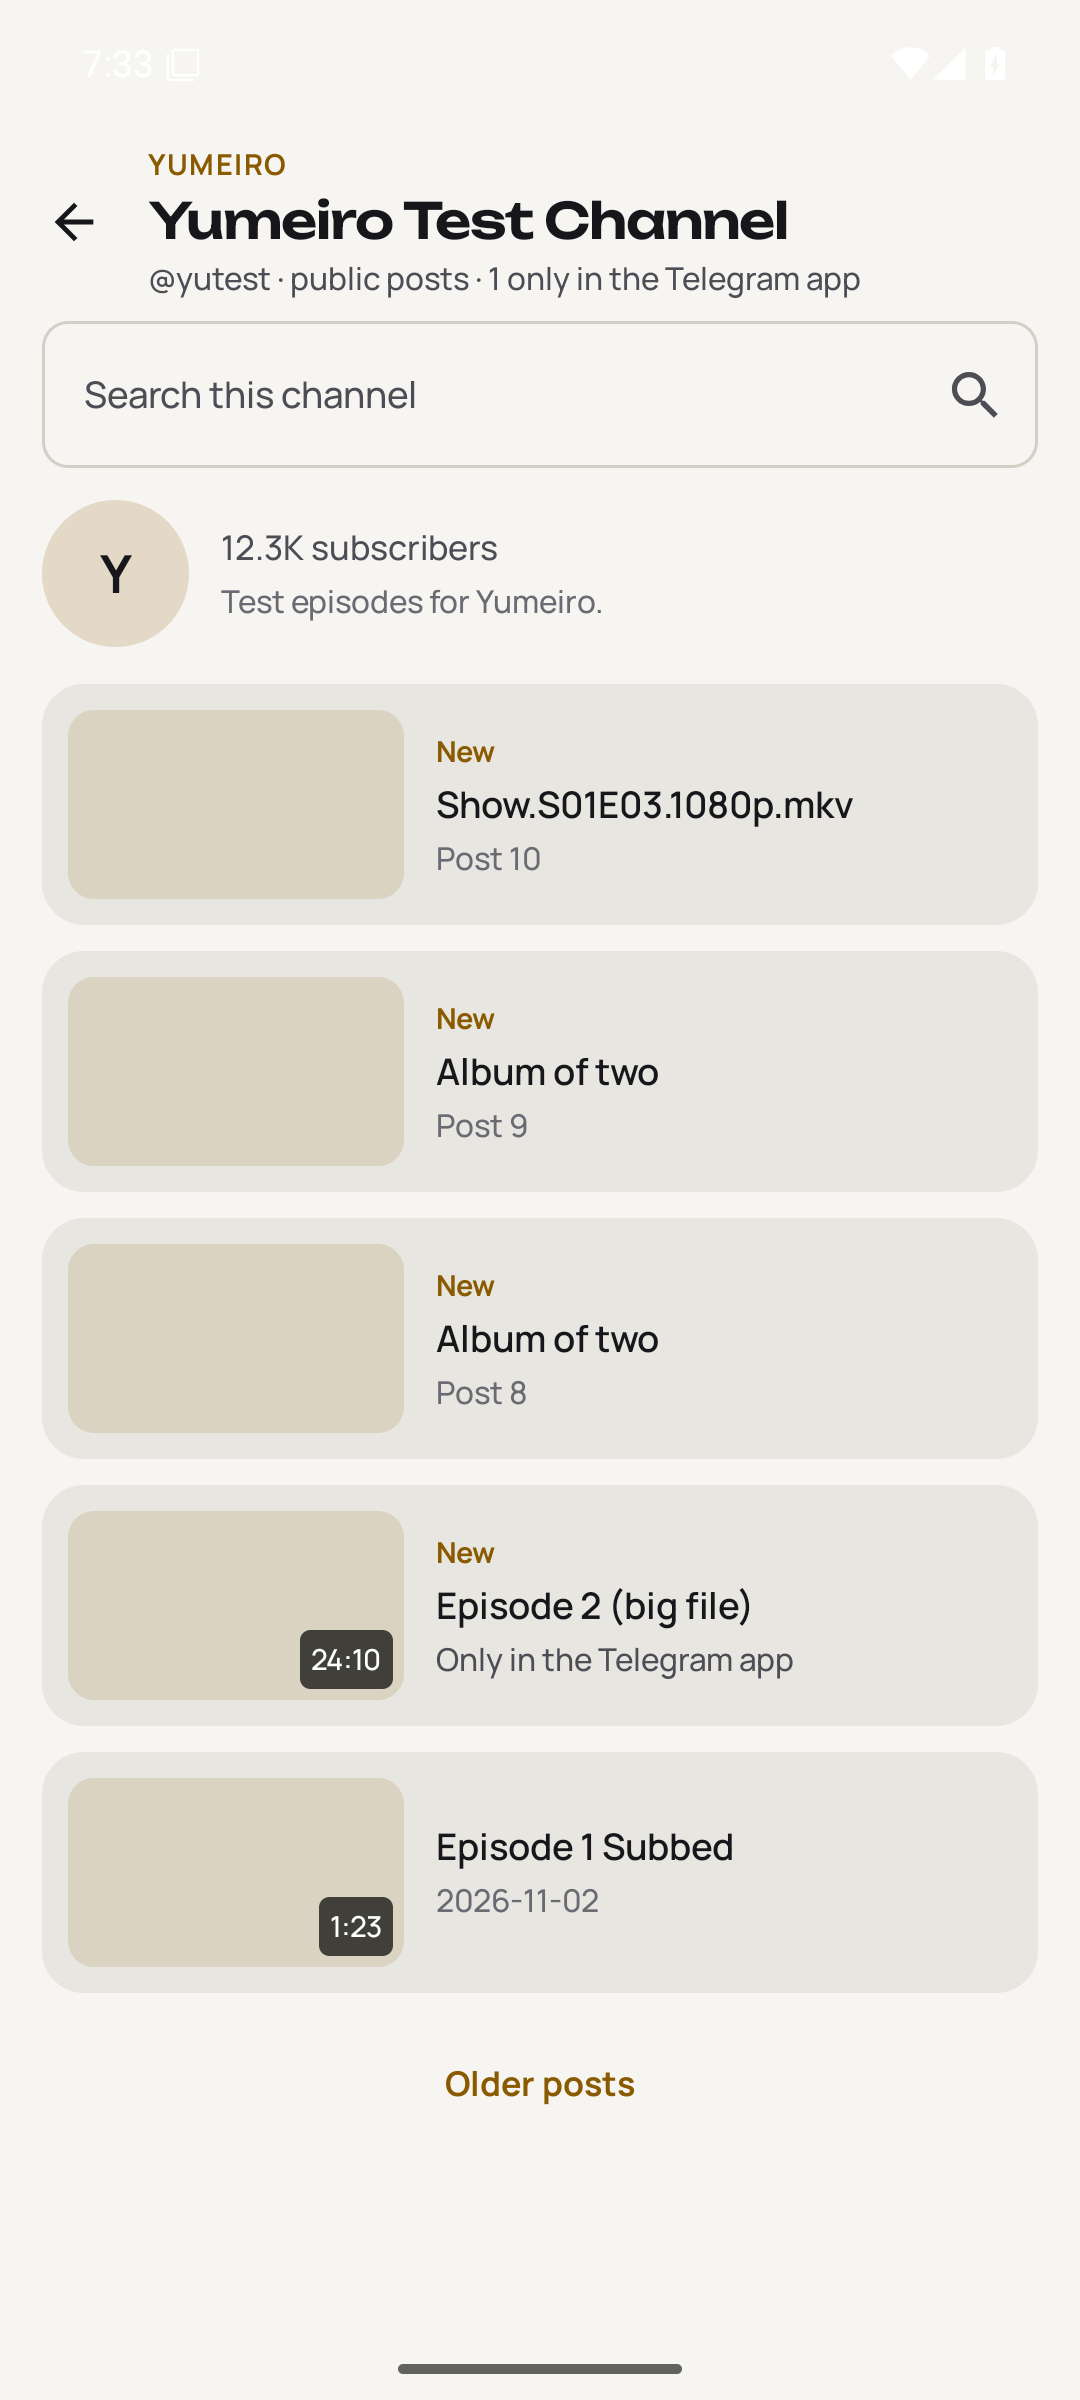 7:33
YUMEIRO
Yumeiro Test Channel
@yutest · public posts · 1 only in the Telegram app
Search this channel
Y
12.3K subscribers
Test episodes for Yumeiro.
New
Show.S01E03.1080p.mkv
Post 10
New
Album of two
Post 9
New
Album of two
Post 8
New
Episode 2 (big file)
24:10
Only in the Telegram app
Episode 1 Subbed
2026-11-02
1:23
Older posts